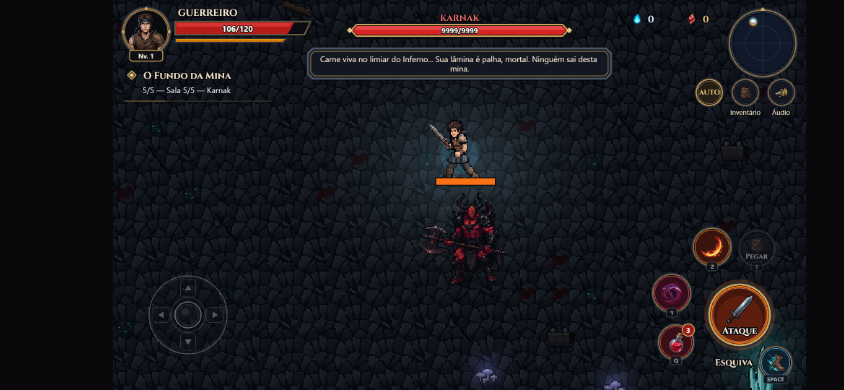 GUERREIRO
106/120
Nv. 1
O FUNDO DA MINA
5/5 — Sala 5/5 — Karnak
KARNAK
9999/9999
Carne viva no limiar do Inferno... Sua lâmina é palha, mortal. Ninguém sai desta
mina.
0
0
AUTO
Inventário
Áudio
2
PEGAR
1
3
Q
ATAQUE
ESQUIVA
SPACE